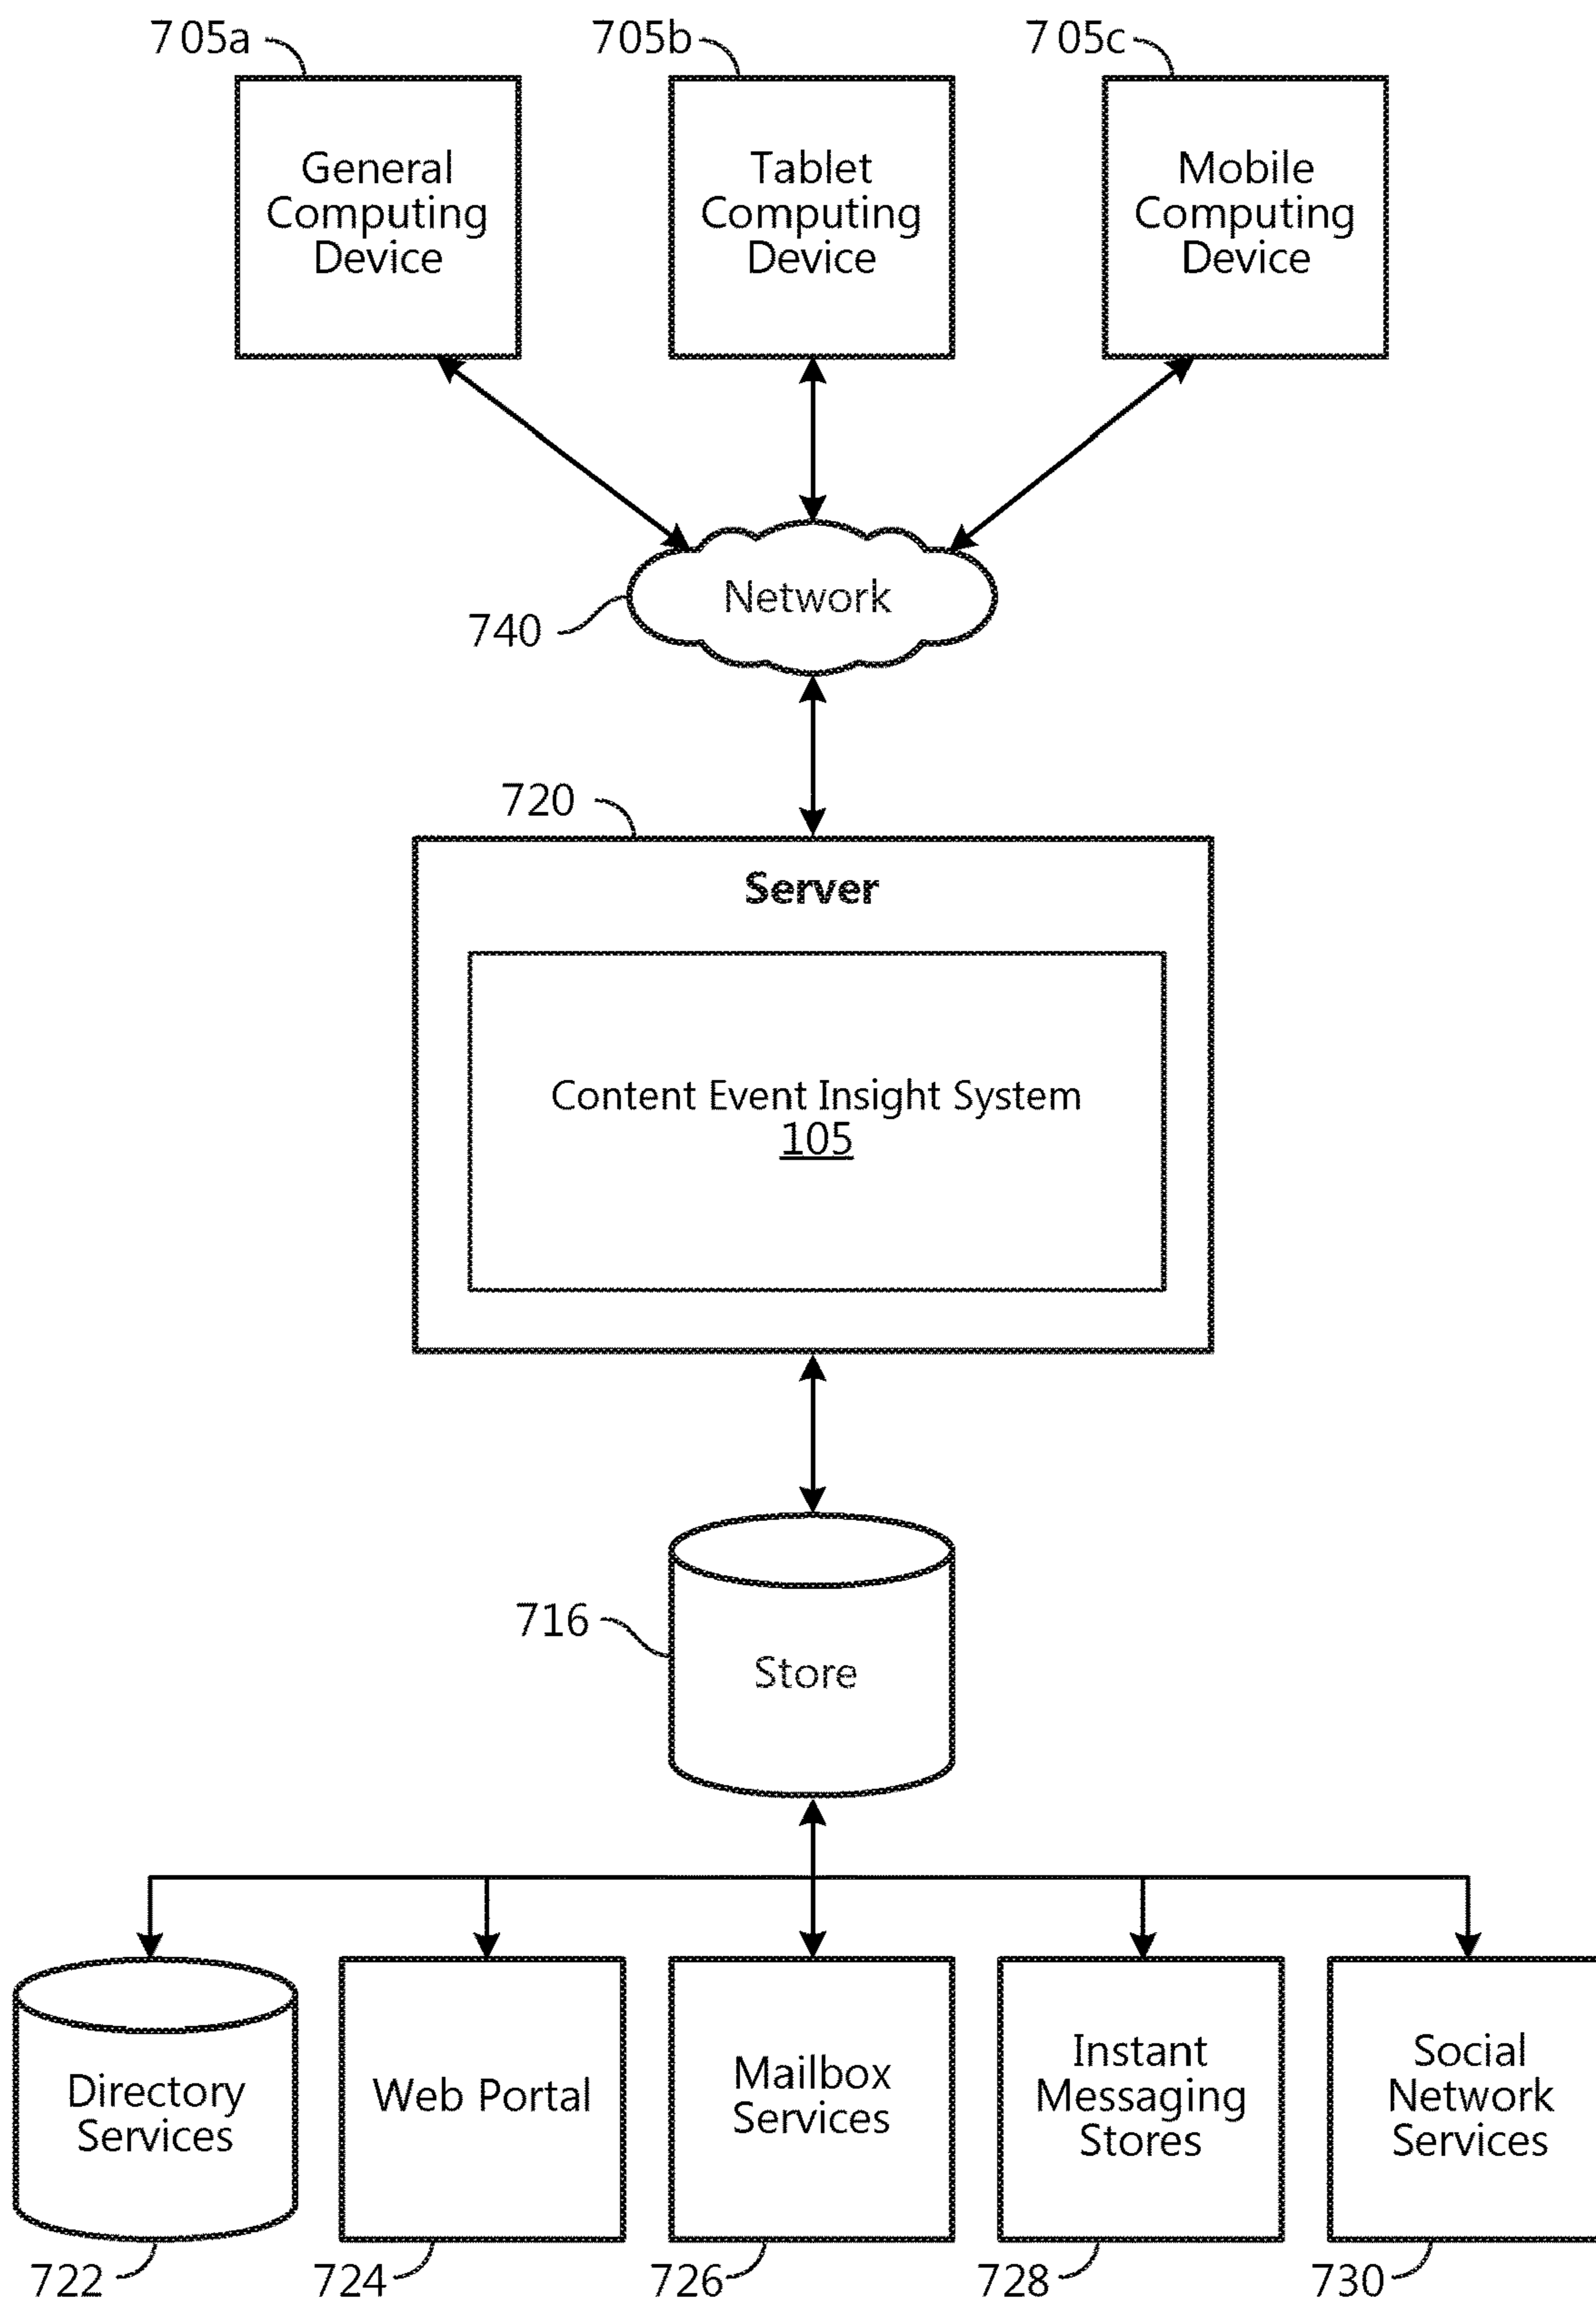 705a
705b
705c
General
Computing
Device
Tablet
Computing
Device
Mobile
Computing
Device
Network
740
720
Server
Content Event Insight System
105
716
Store
Directory
Services
Web Portal
Mailbox
Services
Instant
Messaging
Stores
Social
Network
Services
722
724
726
728
730